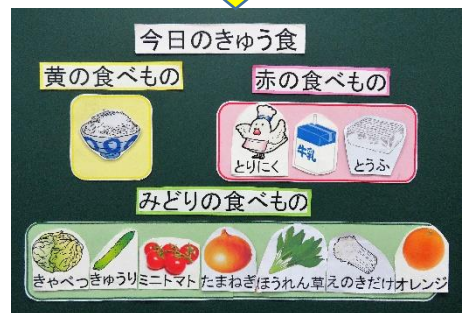 今日のきゅう食
黄の食べもの
赤の食べもの
とりにく
牛乳
とうふ
みどりの食べもの
きゃべつ
きゅうり
ミニトマト
たまねぎ
ほうれん草
えのきだけ
オレンジ